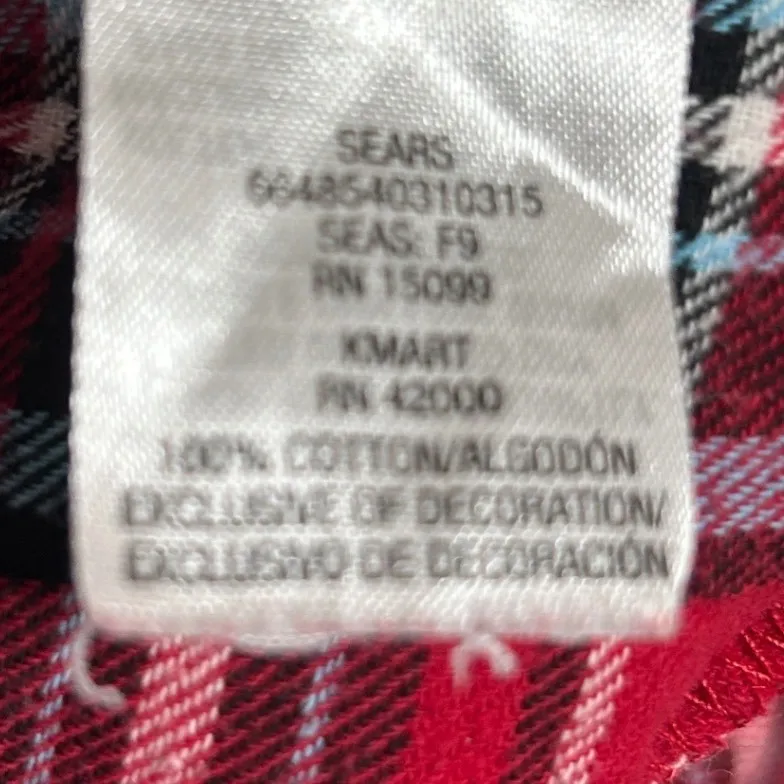 SEARS
6648540310315
SEAS: F9
RN 15099
KMART
RN 42000
100% COTTON/ALGODÓN
EXCLUSIVE OF DECORATION/
EXCLUSIVO DE DECORACIÓN